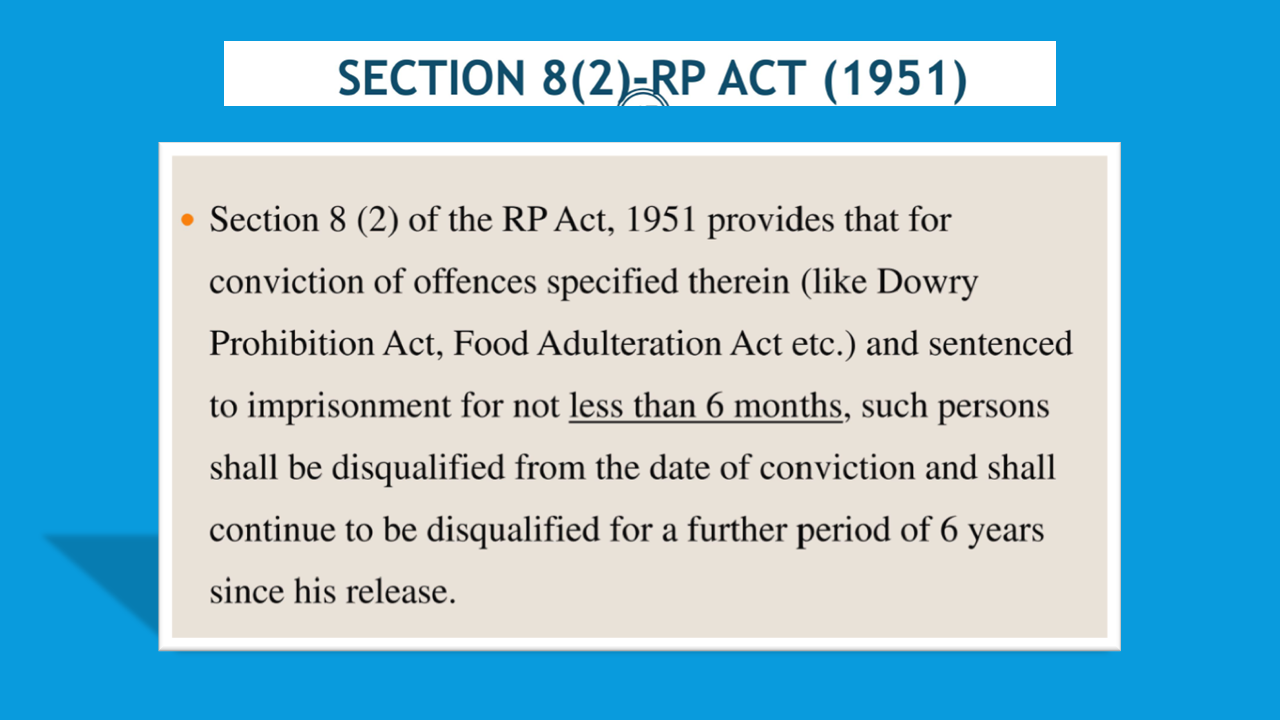 SECTION 8(2)-RP ACT (1951)
• Section 8 (2) of the RP Act, 1951 provides that for
conviction of offences specified therein (like Dowry
Prohibition Act, Food Adulteration Act etc.) and sentenced
to imprisonment for not less than 6 months, such persons
shall be disqualified from the date of conviction and shall
continue to be disqualified for a further period of 6 years
since his release.